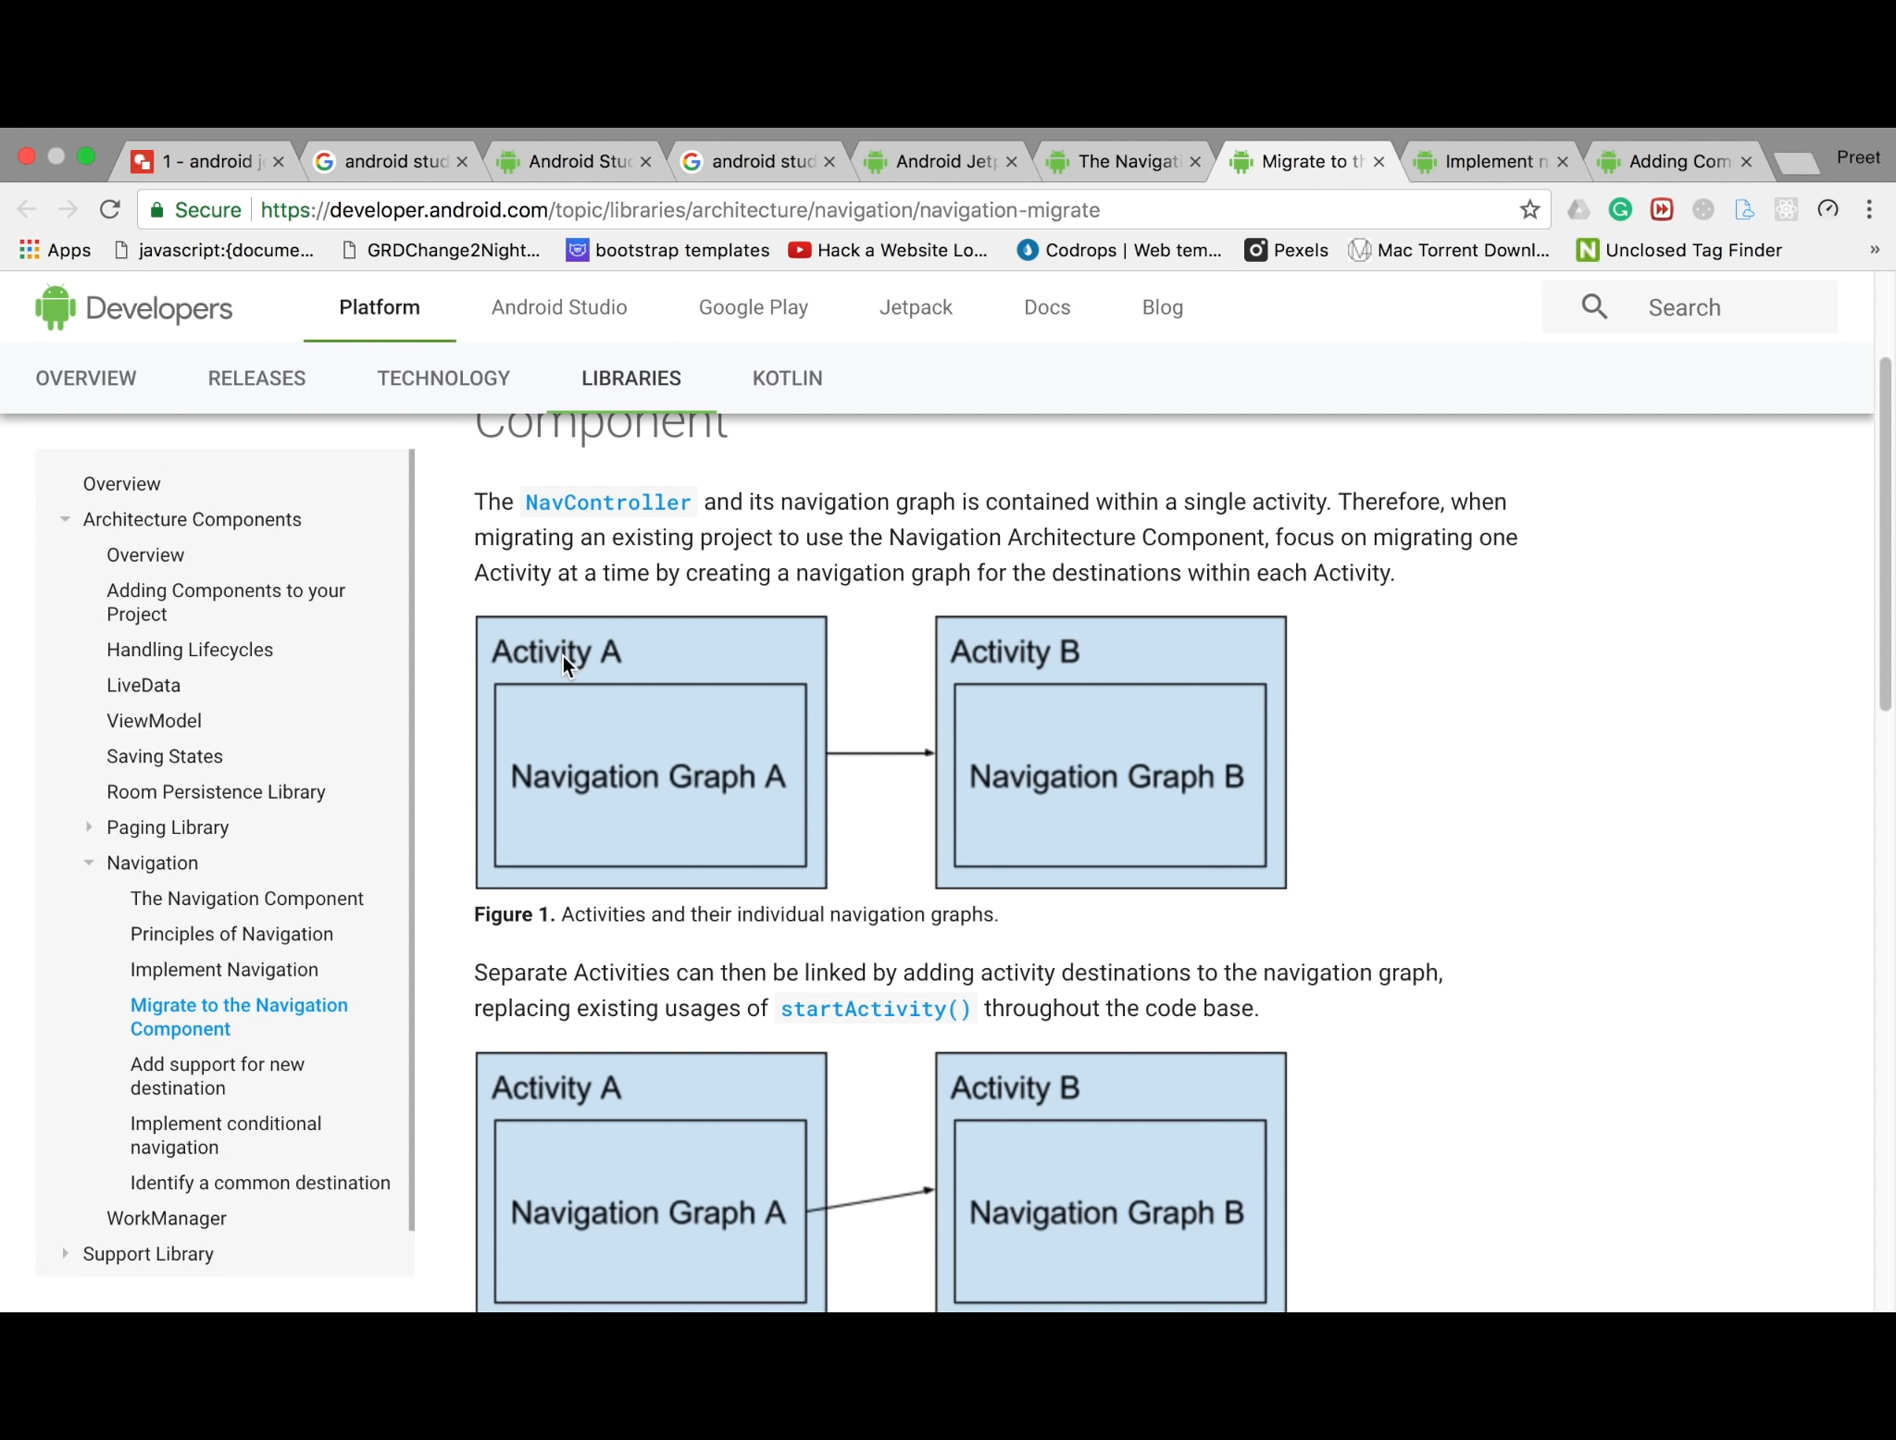 1 - android j
android stud
Android Stud
android stud
Android Jetp
The Navigati
Migrate to th
Implement n
Adding Com
Preet
Secure https://developer.android.com/topic/libraries/architecture/navigation/navigation-migrate
Apps javascript:{docume... GRDChange2Night... bootstrap templates Hack a Website Lo... Codrops | Web tem... Pexels Mac Torrent Downl... Unclosed Tag Finder »
Developers Platform Android Studio Google Play Jetpack Docs Blog Search
OVERVIEW RELEASES TECHNOLOGY LIBRARIES KOTLIN
Overview
Architecture Components
Overview
Adding Components to your
Project
Handling Lifecycles
LiveData
ViewModel
Saving States
Room Persistence Library
Paging Library
Navigation
The Navigation Component
Principles of Navigation
Implement Navigation
Migrate to the Navigation
Component
Add support for new
destination
Implement conditional
navigation
Identify a common destination
WorkManager
Support Library
Component
The NavController and its navigation graph is contained within a single activity. Therefore, when
migrating an existing project to use the Navigation Architecture Component, focus on migrating one
Activity at a time by creating a navigation graph for the destinations within each Activity.
Activity A
Navigation Graph A
Activity B
Navigation Graph B
Figure 1. Activities and their individual navigation graphs.
Separate Activities can then be linked by adding activity destinations to the navigation graph,
replacing existing usages of startActivity() throughout the code base.
Activity A
Navigation Graph A
Activity B
Navigation Graph B